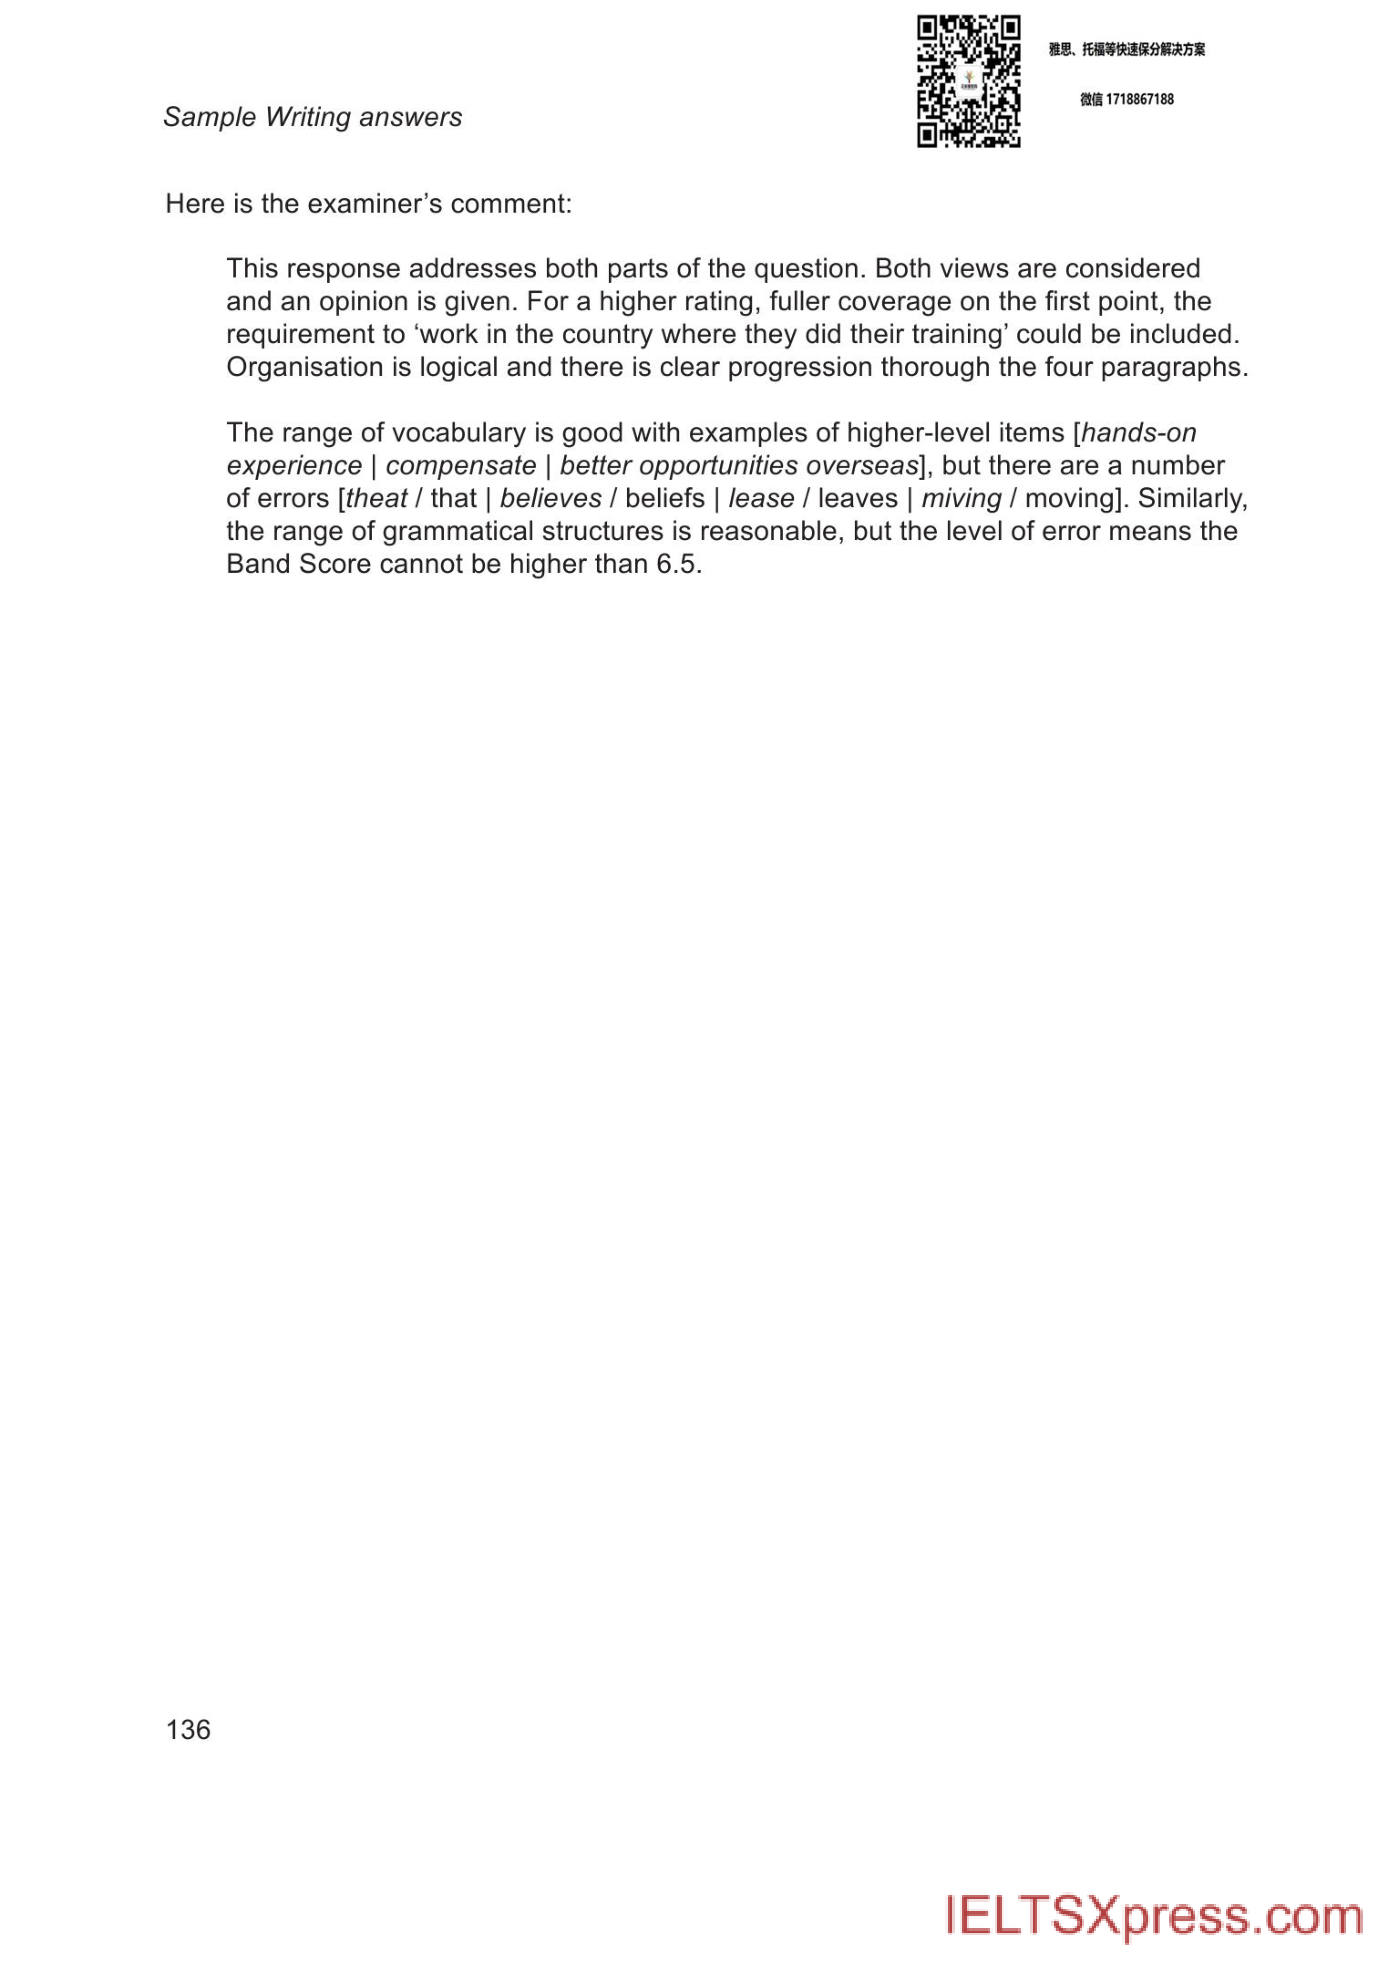 雅思、托福等快速保分解决方案
微信 1718867188
Sample Writing answers
Here is the examiner’s comment:
This response addresses both parts of the question. Both views are considered
and an opinion is given. For a higher rating, fuller coverage on the first point, the
requirement to ‘work in the country where they did their training’ could be included.
Organisation is logical and there is clear progression thorough the four paragraphs.
The range of vocabulary is good with examples of higher-level items [hands-on
experience | compensate | better opportunities overseas], but there are a number
of errors [theat / that | believes / beliefs | lease / leaves | miving / moving]. Similarly,
the range of grammatical structures is reasonable, but the level of error means the
Band Score cannot be higher than 6.5.
136
IELTSXpress.com